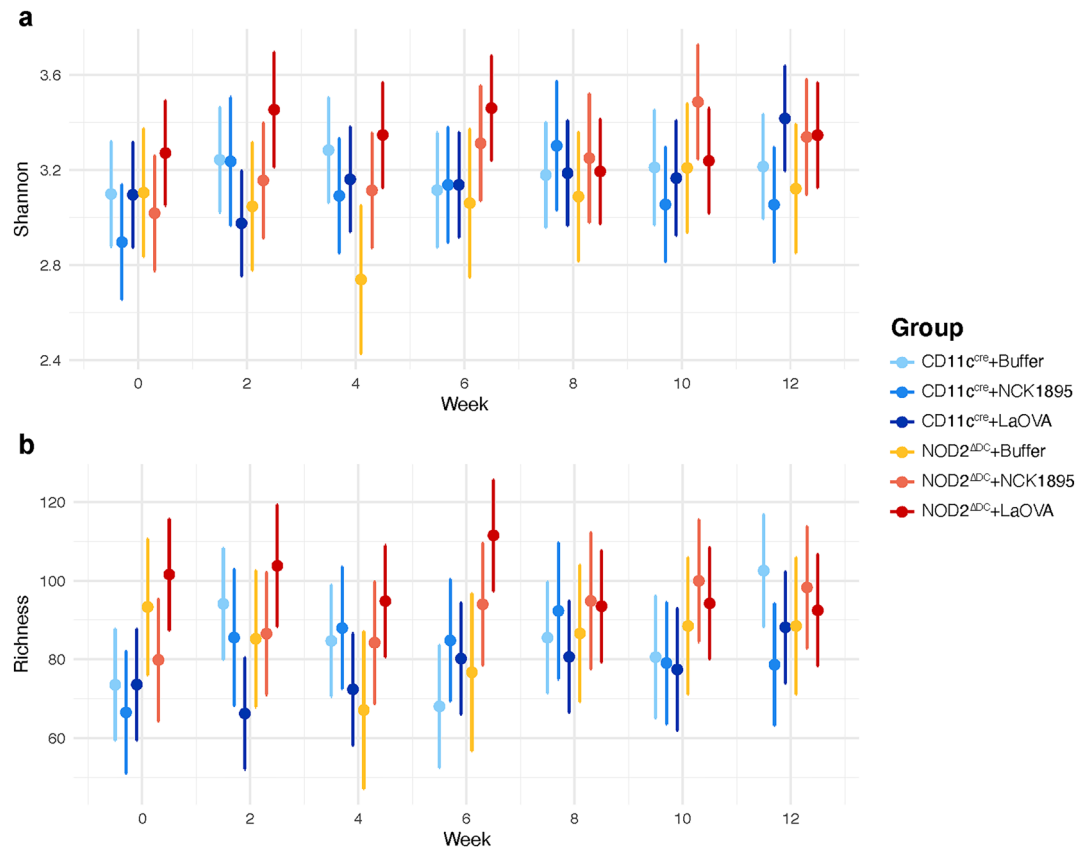 a
3.6
3.2
2.8
2.4
Shannon
0 2 4 6 8 10 12
Week
b
120
100
80
60
Richness
0 2 4 6 8 10 12
Week
Group
CD11c^cre+Buffer
CD11c^cre+NCK1895
CD11c^cre+LaOVA
NOD2^ΔDC+Buffer
NOD2^ΔDC+NCK1895
NOD2^ΔDC+LaOVA